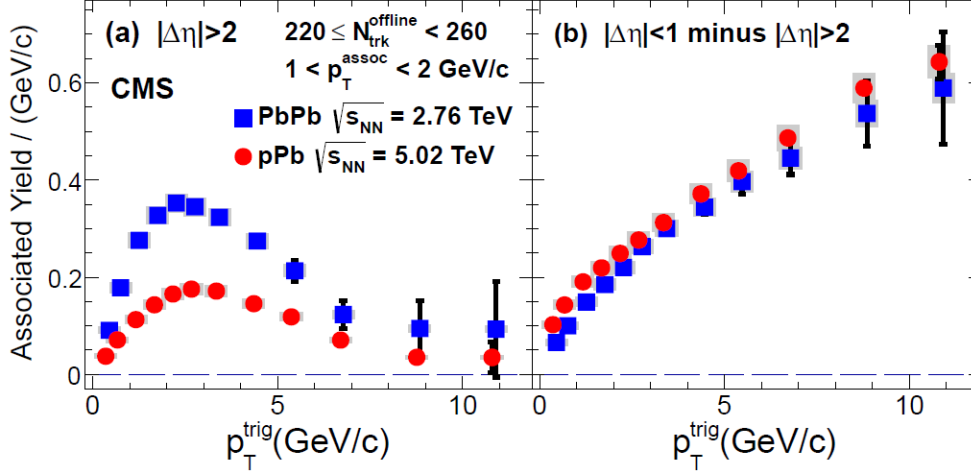 (a) |Δη|>2
220 ≤ N_trk^offline < 260
1 < p_T^assoc < 2 GeV/c
CMS
PbPb √s_NN = 2.76 TeV
pPb √s_NN = 5.02 TeV
(b) |Δη|<1 minus |Δη|>2
Associated Yield / (GeV/c)
0.6
0.4
0.2
0
0 5 10
0 5 10
p_T^trig(GeV/c)
p_T^trig(GeV/c)